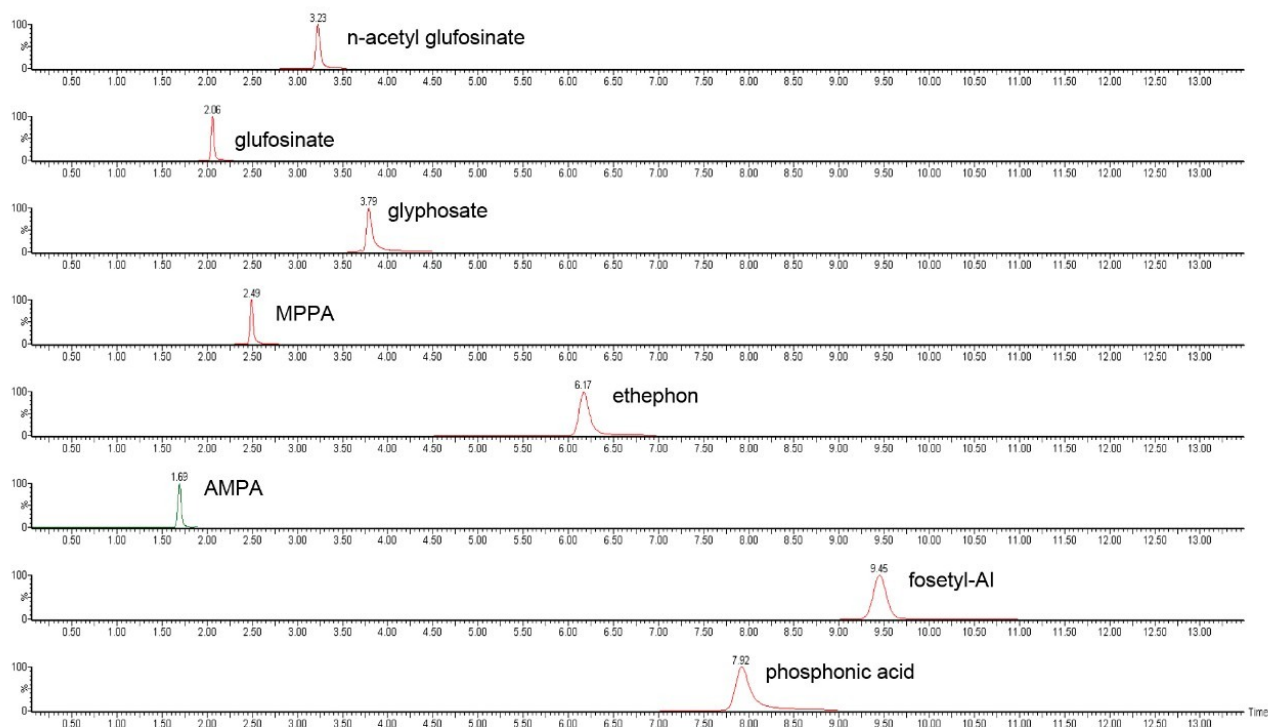 3.23
n-acetyl glufosinate
100
%
0
0.50 1.00 1.50 2.00 2.50 3.00 3.50 4.00 4.50 5.00 5.50 6.00 6.50 7.00 7.50 8.00 8.50 9.00 9.50 10.00 10.50 11.00 11.50 12.00 12.50 13.00
2.06
glufosinate
100
%
0
0.50 1.00 1.50 2.00 2.50 3.00 3.50 4.00 4.50 5.00 5.50 6.00 6.50 7.00 7.50 8.00 8.50 9.00 9.50 10.00 10.50 11.00 11.50 12.00 12.50 13.00
3.79
glyphosate
100
%
0
0.50 1.00 1.50 2.00 2.50 3.00 3.50 4.00 4.50 5.00 5.50 6.00 6.50 7.00 7.50 8.00 8.50 9.00 9.50 10.00 10.50 11.00 11.50 12.00 12.50 13.00
2.49
MPPA
100
%
0
0.50 1.00 1.50 2.00 2.50 3.00 3.50 4.00 4.50 5.00 5.50 6.00 6.50 7.00 7.50 8.00 8.50 9.00 9.50 10.00 10.50 11.00 11.50 12.00 12.50 13.00
6.17
ethephon
100
%
0
0.50 1.00 1.50 2.00 2.50 3.00 3.50 4.00 4.50 5.00 5.50 6.00 6.50 7.00 7.50 8.00 8.50 9.00 9.50 10.00 10.50 11.00 11.50 12.00 12.50 13.00
1.69
AMPA
100
%
0
0.50 1.00 1.50 2.00 2.50 3.00 3.50 4.00 4.50 5.00 5.50 6.00 6.50 7.00 7.50 8.00 8.50 9.00 9.50 10.00 10.50 11.00 11.50 12.00 12.50 13.00
9.45
fosetyl-Al
100
%
0
0.50 1.00 1.50 2.00 2.50 3.00 3.50 4.00 4.50 5.00 5.50 6.00 6.50 7.00 7.50 8.00 8.50 9.00 9.50 10.00 10.50 11.00 11.50 12.00 12.50 13.00
7.92
phosphonic acid
100
%
0
Time
0.50 1.00 1.50 2.00 2.50 3.00 3.50 4.00 4.50 5.00 5.50 6.00 6.50 7.00 7.50 8.00 8.50 9.00 9.50 10.00 10.50 11.00 11.50 12.00 12.50 13.00